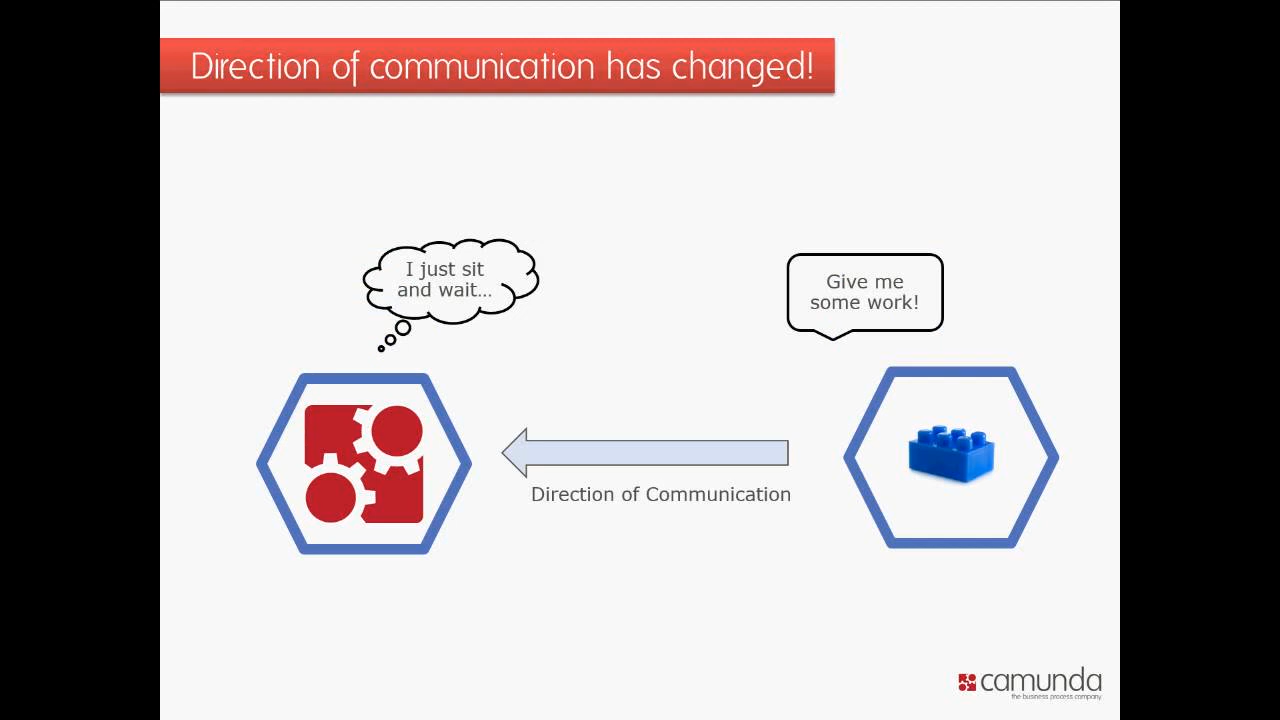 Direction of communication has changed!
I just sit
and wait...
Give me
some work!
Direction of Communication
camunda
the business process company